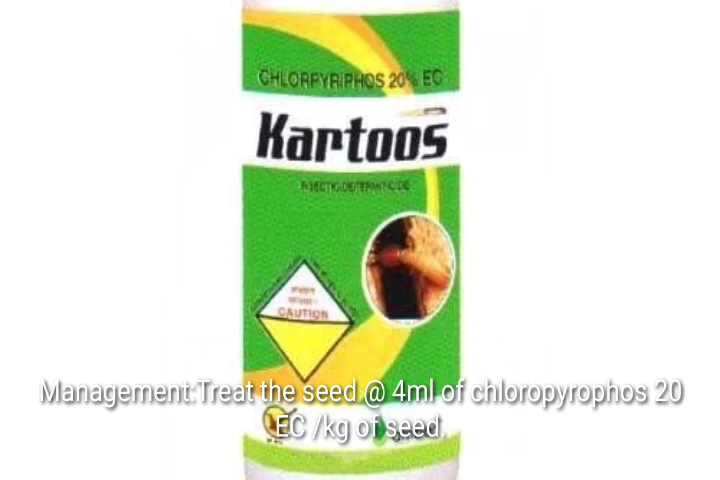 CHLORPYRIPHOS 20% EC
Kartoos
INSECTICIDE/TERMITICIDE
CAUTION
Management:Treat the seed @ 4ml of chloropyrophos 20
EC /kg of seed.